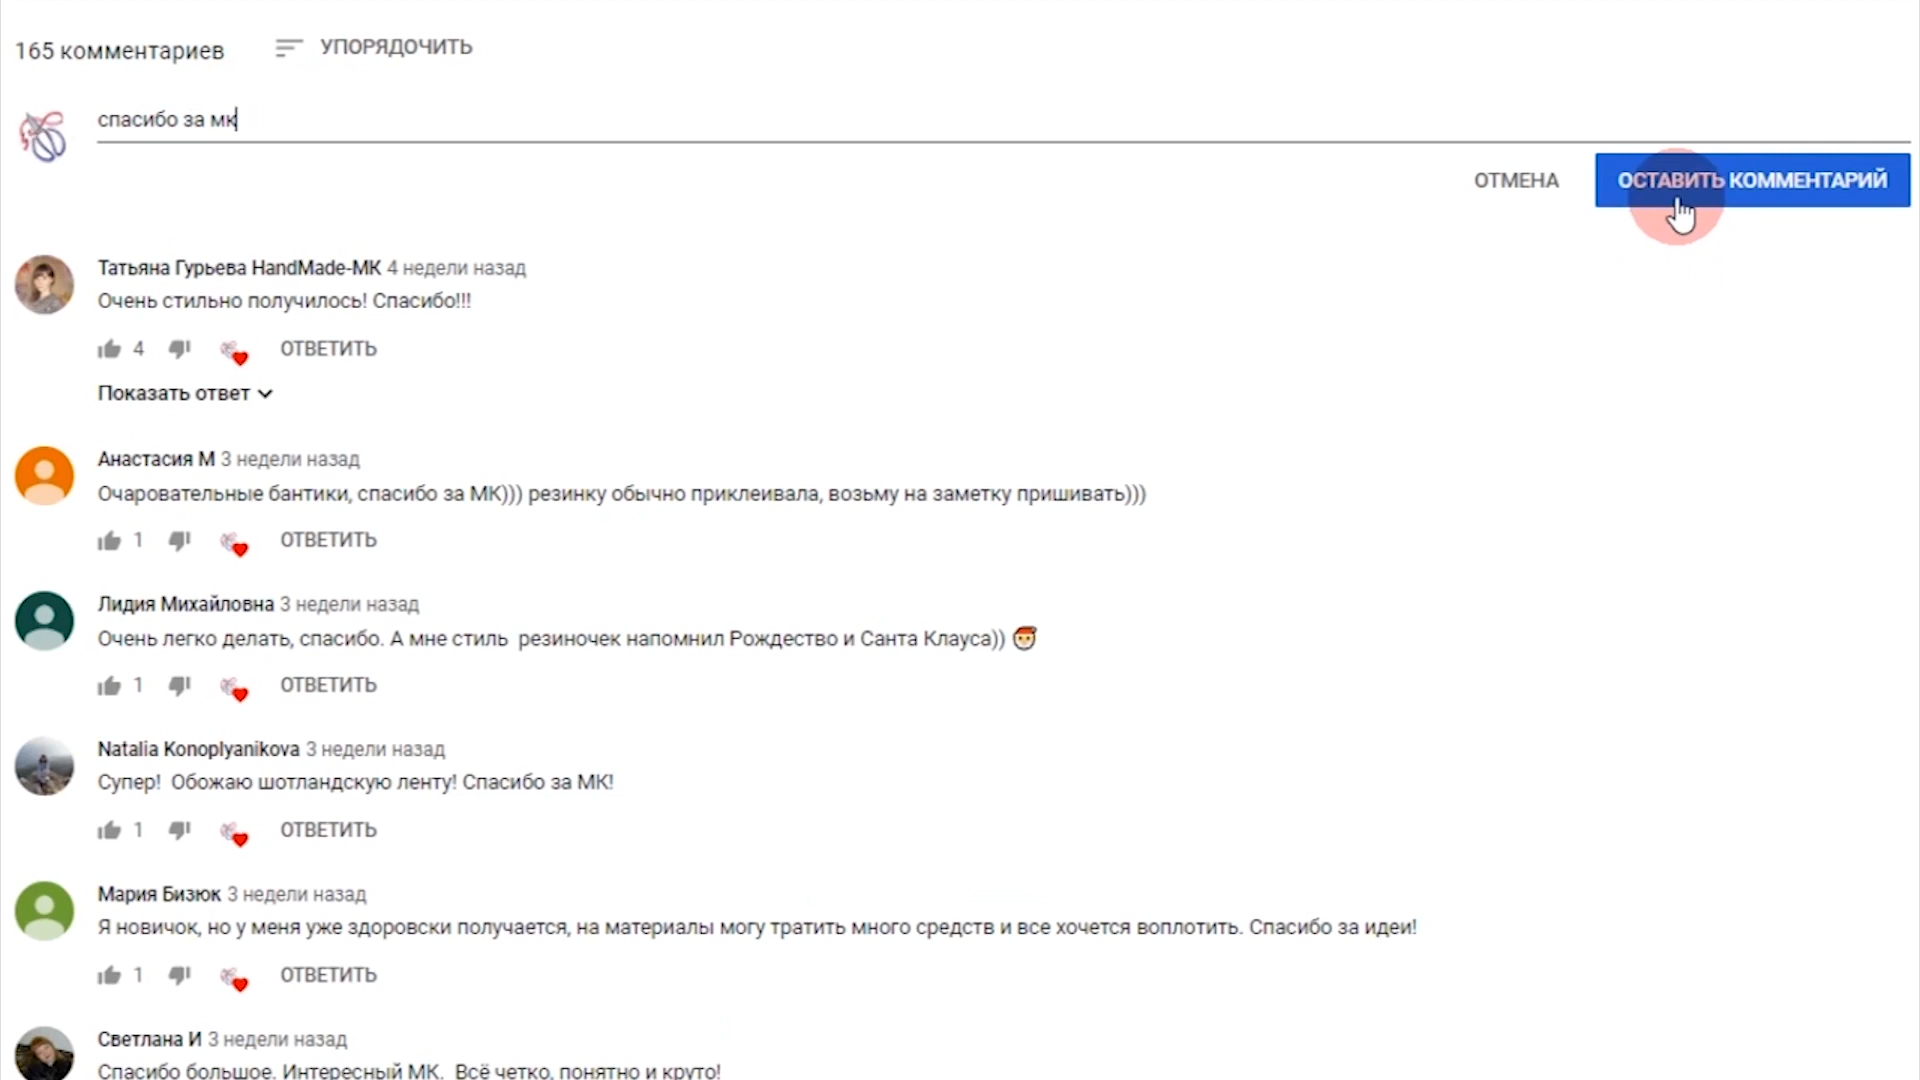 165 комментариев УПОРЯДОЧИТЬ
спасибо за мк
ОТМЕНА ОСТАВИТЬ КОММЕНТАРИЙ
Татьяна Гурьева HandMade-МК 4 недели назад
Очень стильно получилось! Спасибо!!!
4 ОТВЕТИТЬ
Показать ответ
Анастасия М 3 недели назад
Очаровательные бантики, спасибо за МК))) резинку обычно приклеивала, возьму на заметку пришивать)))
1 ОТВЕТИТЬ
Лидия Михайловна 3 недели назад
Очень легко делать, спасибо. А мне стиль резиночек напомнил Рождество и Санта Клауса)) 🎅
1 ОТВЕТИТЬ
Natalia Konoplyanikova 3 недели назад
Супер! Обожаю шотландскую ленту! Спасибо за МК!
1 ОТВЕТИТЬ
Мария Бизюк 3 недели назад
Я новичок, но у меня уже здоровски получается, на материалы могу тратить много средств и все хочется воплотить. Спасибо за идеи!
1 ОТВЕТИТЬ
Светлана И 3 недели назад
Спасибо большое. Интересный МК. Всё четко, понятно и круто!